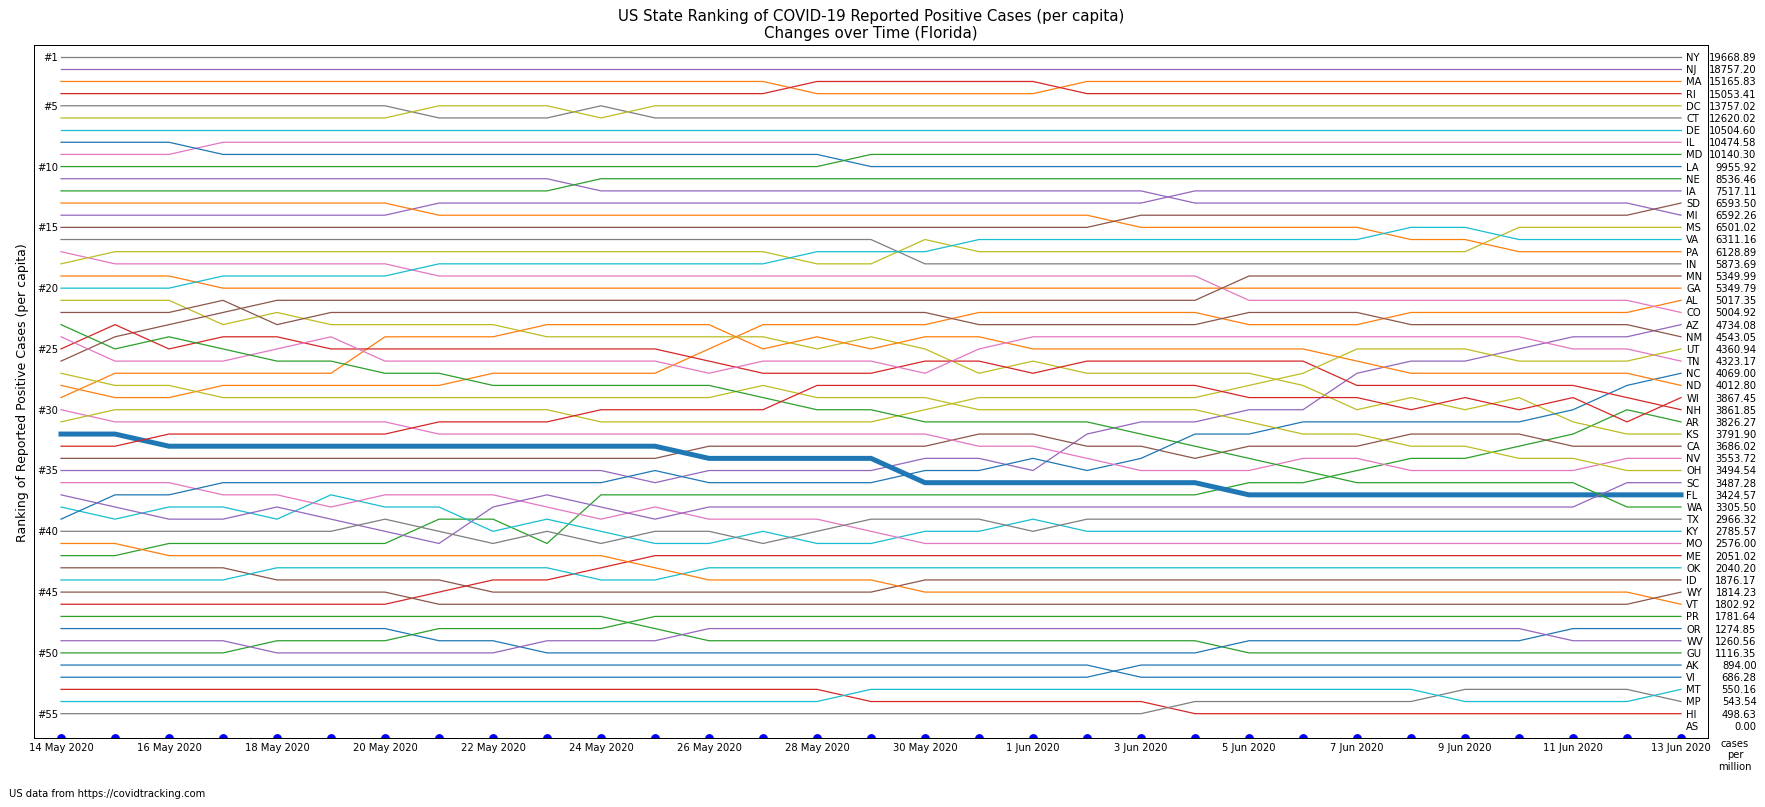 US State Ranking of COVID-19 Reported Positive Cases (per capita)
Changes over Time (Florida)
Ranking of Reported Positive Cases (per capita)
#1
#5
#10
#15
#20
#25
#30
#35
#40
#45
#50
#55
NY 19668.89
NJ 18757.20
MA 15165.83
RI 15053.41
DC 13757.02
CT 12620.02
DE 10504.60
IL 10474.58
MD 10140.30
LA 9955.92
NE 8536.46
IA 7517.11
SD 6593.50
MI 6592.26
MS 6501.02
VA 6311.16
PA 6128.89
IN 5873.69
MN 5349.99
GA 5349.79
AL 5017.35
CO 5004.92
AZ 4734.08
NM 4543.05
UT 4360.94
TN 4323.17
NC 4069.00
ND 4012.80
WI 3867.45
NH 3861.85
AR 3826.27
KS 3791.90
CA 3686.02
NV 3553.72
OH 3494.54
SC 3487.28
FL 3424.57
WA 3305.50
TX 2966.32
KY 2785.57
MO 2576.00
ME 2051.02
OK 2040.20
ID 1876.17
WY 1814.23
VT 1802.92
PR 1781.64
OR 1274.85
WV 1260.56
GU 1116.35
AK 894.00
VI 686.28
MT 550.16
MP 543.54
HI 498.63
AS 0.00
14 May 2020 16 May 2020 18 May 2020 20 May 2020 22 May 2020 24 May 2020 26 May 2020 28 May 2020 30 May 2020 1 Jun 2020 3 Jun 2020 5 Jun 2020 7 Jun 2020 9 Jun 2020 11 Jun 2020 13 Jun 2020
cases
per
million
US data from https://covidtracking.com